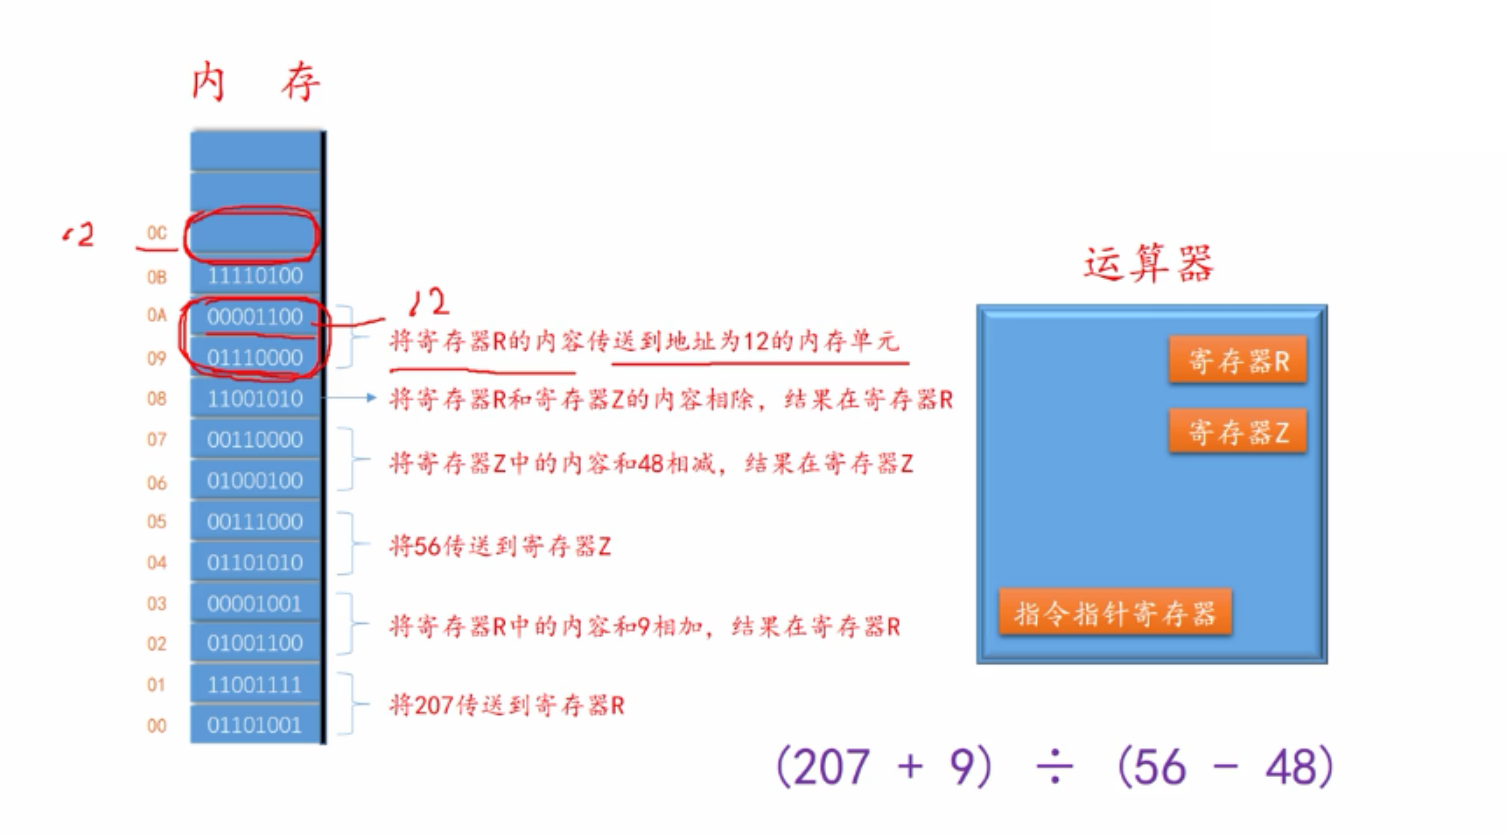 内 存
12
0C
0B 11110100
12
0A 00001100
将寄存器R的内容传送到地址为12的内存单元
09 01110000
08 11001010 将寄存器R和寄存器Z的内容相除，结果在寄存器R
07 00110000
将寄存器Z中的内容和48相减，结果在寄存器Z
06 01000100
05 00111000
将56传送到寄存器Z
04 01101010
03 00001001
将寄存器R中的内容和9相加，结果在寄存器R
02 01001100
01 11001111
将207传送到寄存器R
00 01101001
运算器
寄存器R
寄存器Z
指令指针寄存器
(207 + 9) ÷ (56 - 48)